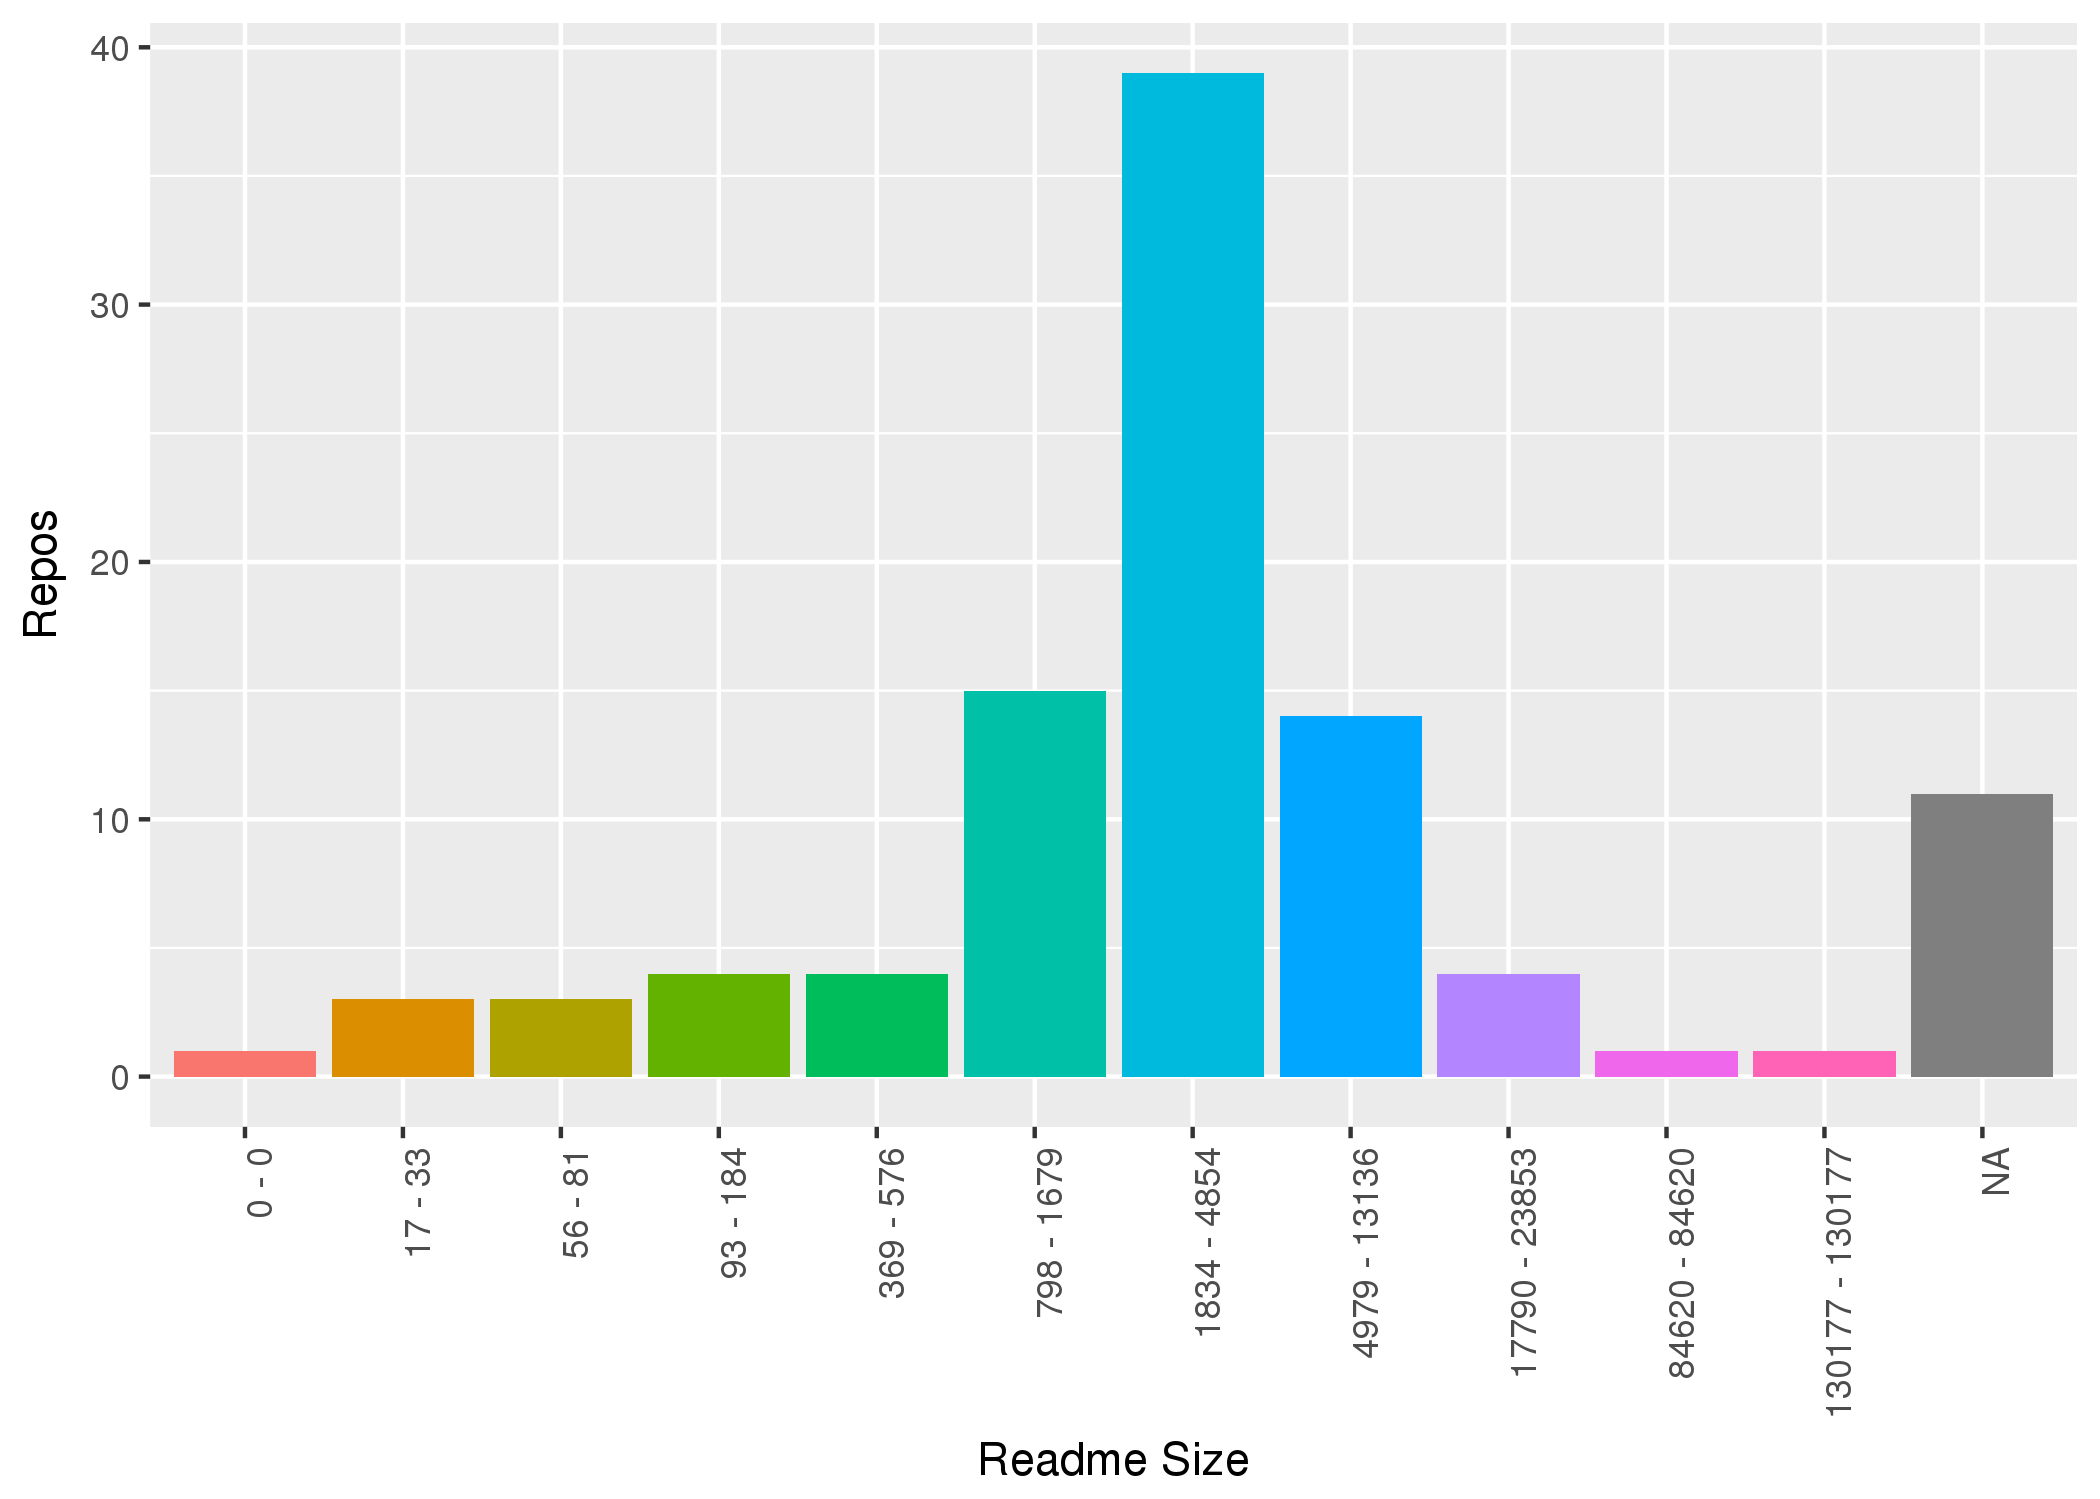 40
30
20
10
0
Repos
0 - 0
17 - 33
56 - 81
93 - 184
369 - 576
798 - 1679
1834 - 4854
4979 - 13136
17790 - 23853
84620 - 84620
130177 - 130177
NA
Readme Size